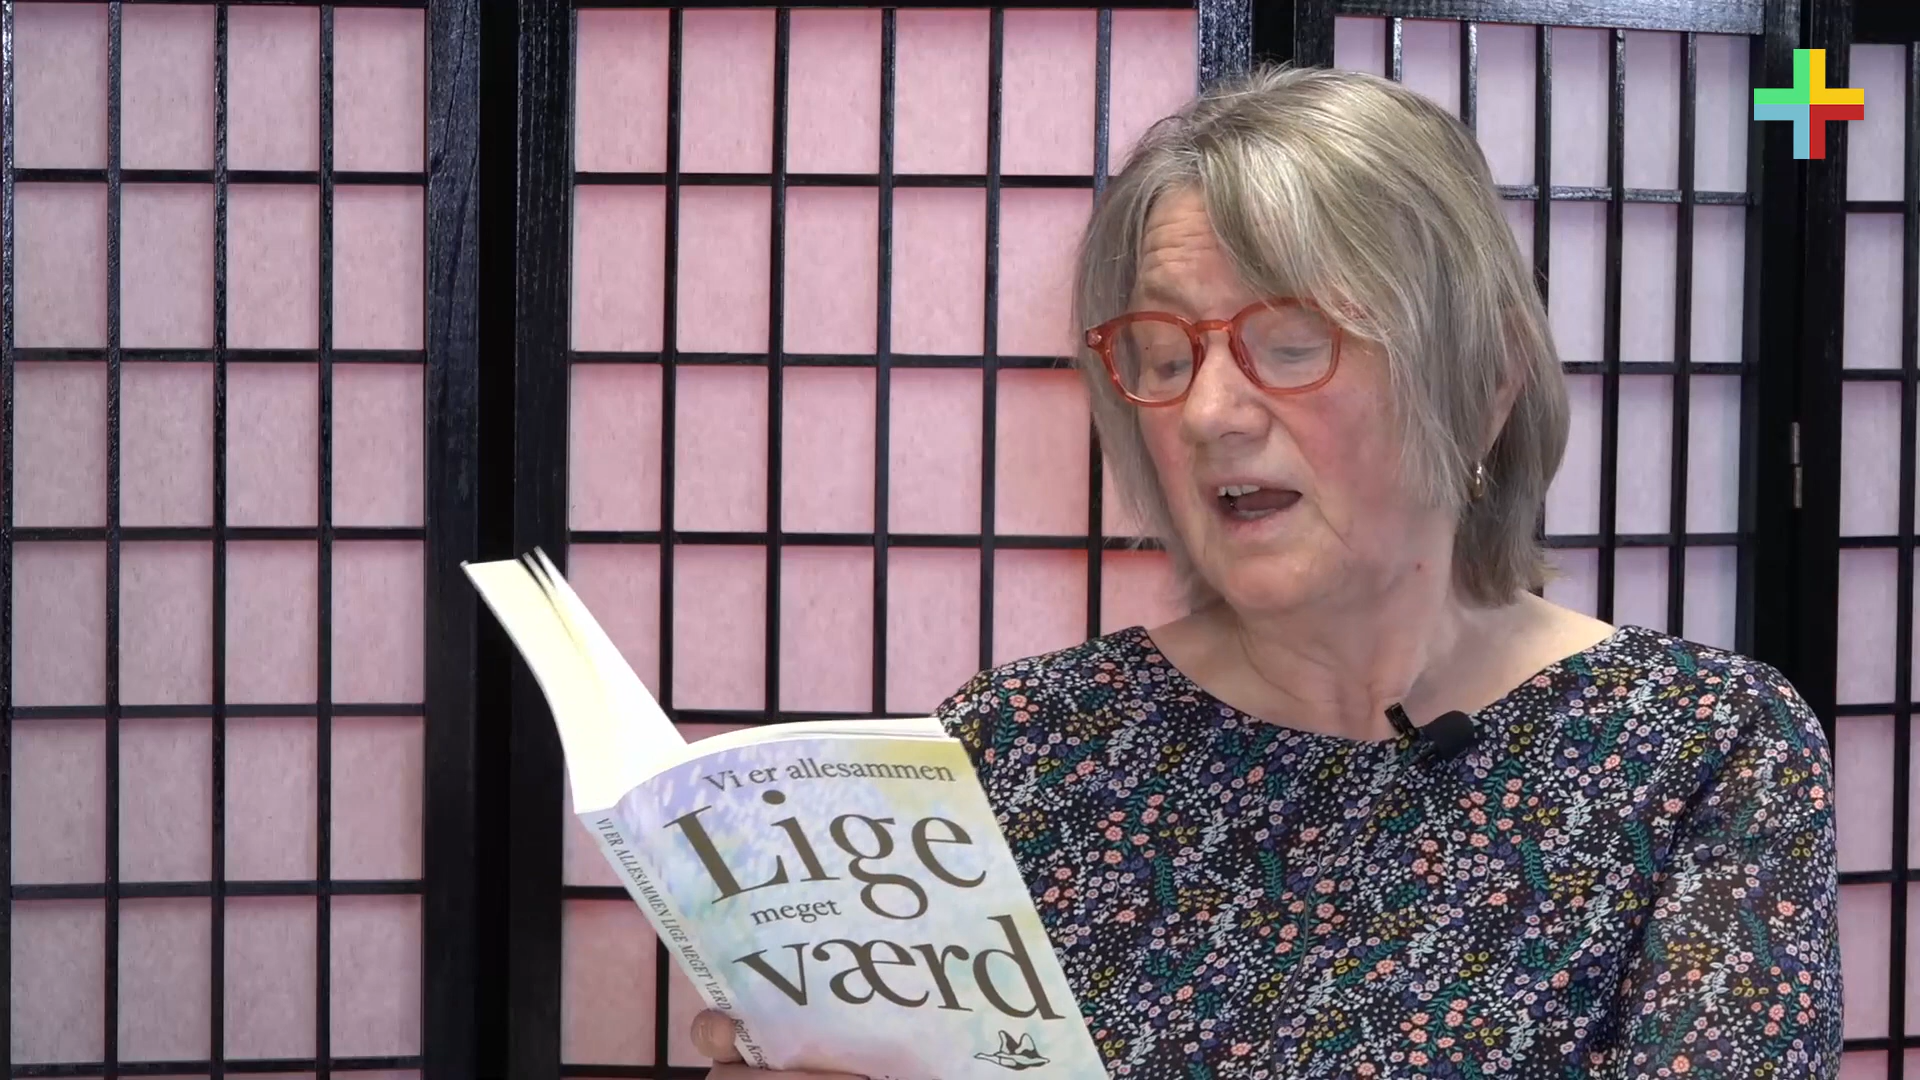 Vi er allesammen
Lige
meget
værd
VI ER ALLESAMMEN LIGE MEGET VÆRD